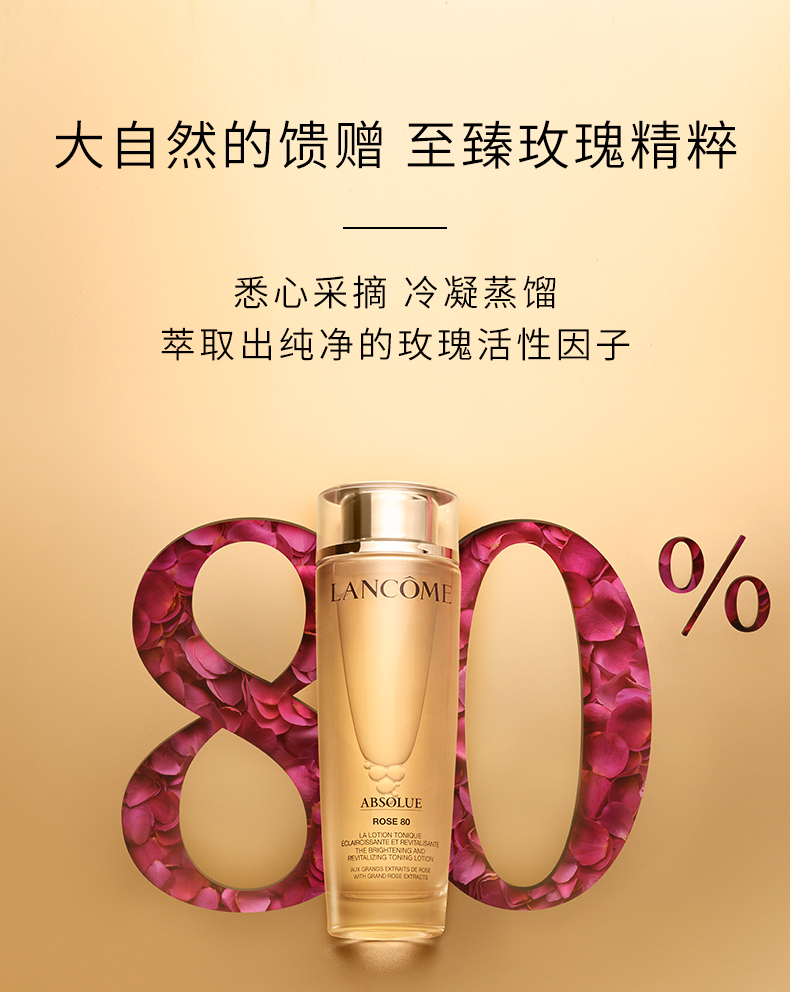 大自然的馈赠 至臻玫瑰精粹
悉心采摘 冷凝蒸馏
萃取出纯净的玫瑰活性因子
80%
LANCÔME
ABSOLUE
ROSE 80
LA LOTION TONIQUE
ÉCLAIRCISSANTE ET REVITALISANTE
THE BRIGHTENING AND
REVITALIZING TONING LOTION
AUX GRANDS EXTRAITS DE ROSE
WITH GRAND ROSE EXTRACTS